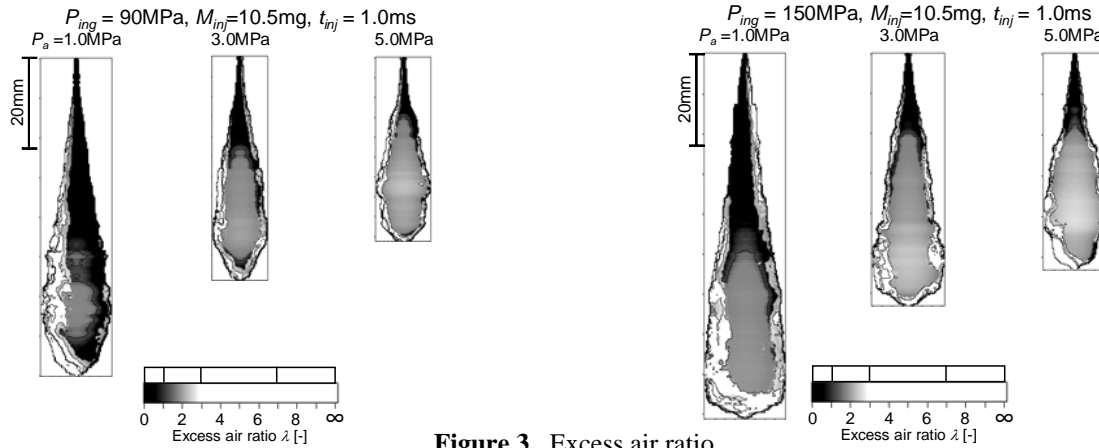 P_ing = 90MPa, M_inj=10.5mg, t_inj = 1.0ms
P_a =1.0MPa 3.0MPa 5.0MPa
20mm
0 2 4 6 8 ∞
Excess air ratio λ [-]
P_ing = 150MPa, M_inj=10.5mg, t_inj = 1.0ms
P_a =1.0MPa 3.0MPa 5.0MPa
20mm
0 2 4 6 8 ∞
Excess air ratio λ [-]
Figure 3. Excess air ratio